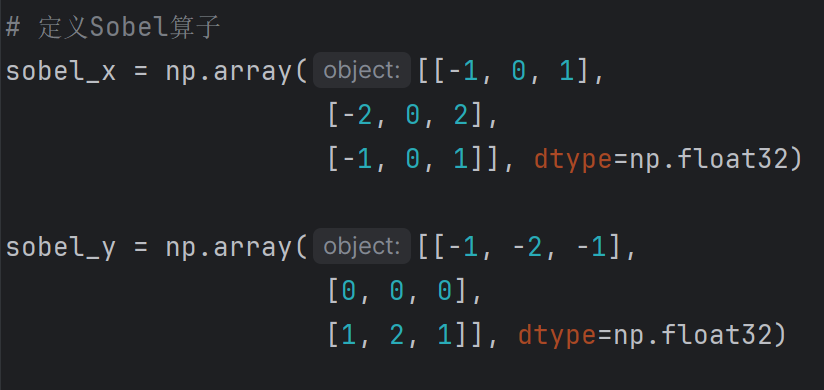 # 定义Sobel算子
sobel_x = np.array( object: [[-1, 0, 1],
[-2, 0, 2],
[-1, 0, 1]], dtype=np.float32)
sobel_y = np.array( object: [[-1, -2, -1],
[0, 0, 0],
[1, 2, 1]], dtype=np.float32)